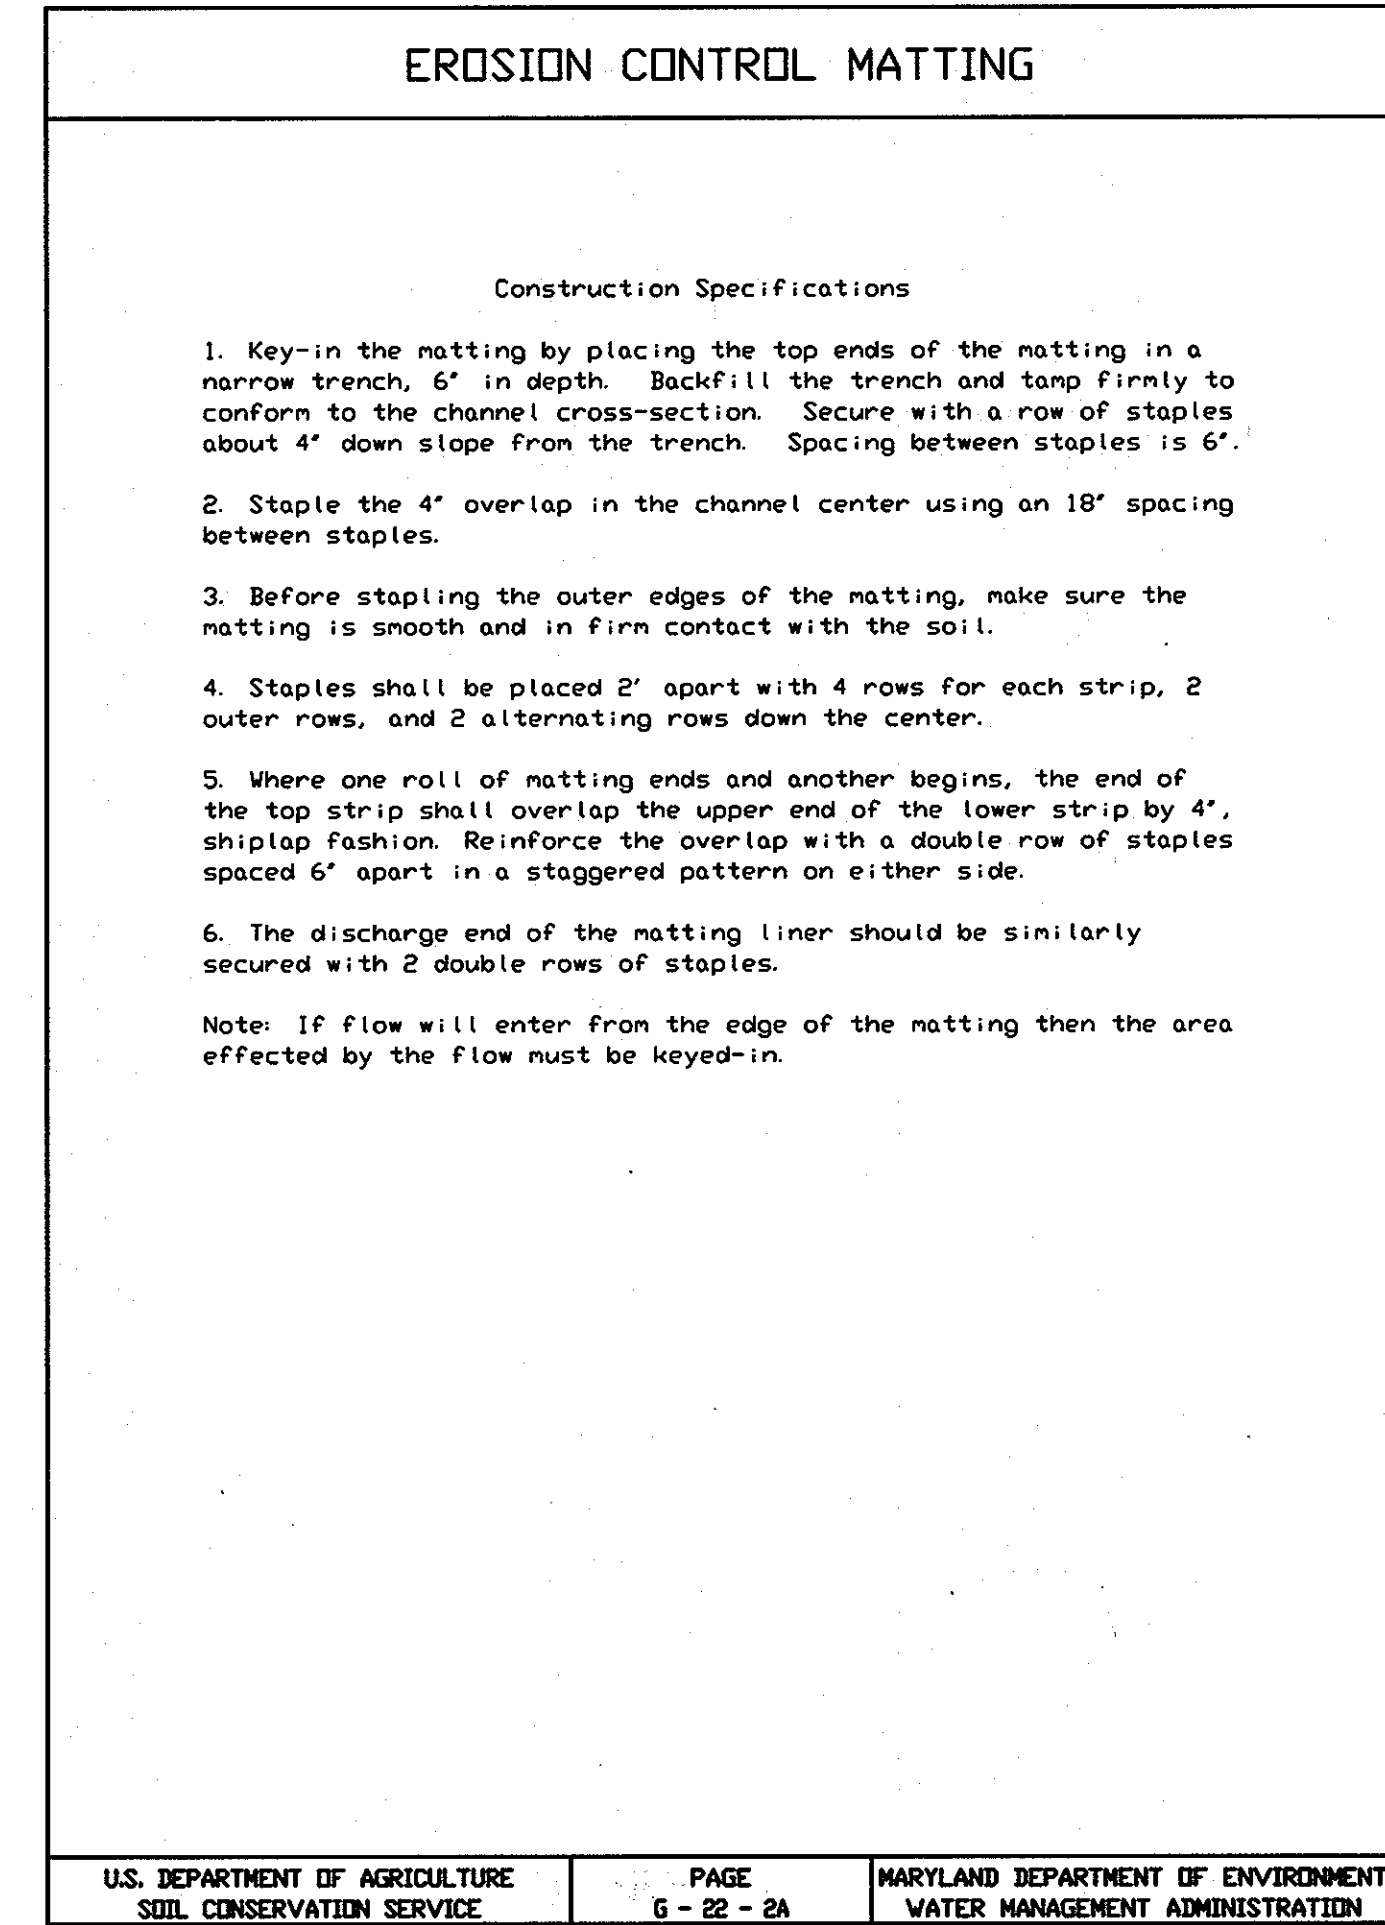 EROSION CONTROL MATTING
Construction Specifications
1. Key-in the matting by placing the top ends of the matting in a
narrow trench, 6" in depth. Backfill the trench and tamp firmly to
conform to the channel cross-section. Secure with a row of staples
about 4" down slope from the trench. Spacing between staples is 6".
2. Staple the 4" overlap in the channel center using an 18" spacing
between staples.
3. Before stapling the outer edges of the matting, make sure the
matting is smooth and in firm contact with the soil.
4. Staples shall be placed 2' apart with 4 rows for each strip, 2
outer rows, and 2 alternating rows down the center.
5. Where one roll of matting ends and another begins, the end of
the top strip shall overlap the upper end of the lower strip by 4",
shiplap fashion. Reinforce the overlap with a double row of staples
spaced 6" apart in a staggered pattern on either side.
6. The discharge end of the matting liner should be similarly
secured with 2 double rows of staples.
Note: If flow will enter from the edge of the matting then the area
effected by the flow must be keyed-in.
U.S. DEPARTMENT OF AGRICULTURE
SOIL CONSERVATION SERVICE
PAGE
G - 22 - 2A
MARYLAND DEPARTMENT OF ENVIRONMENT
WATER MANAGEMENT ADMINISTRATION